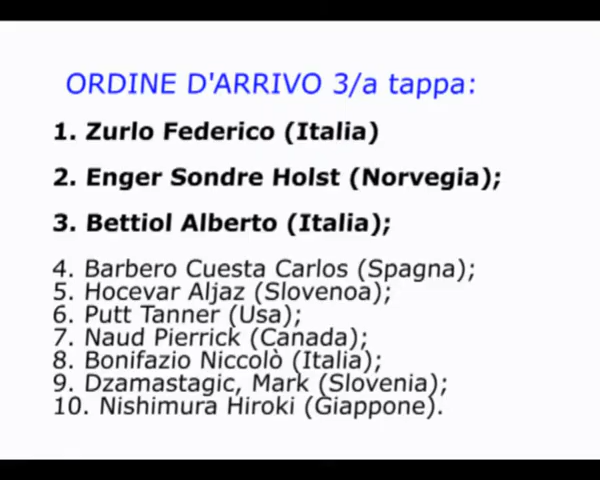 ORDINE D'ARRIVO 3/a tappa:
1. Zurlo Federico (Italia)
2. Enger Sondre Holst (Norvegia);
3. Bettiol Alberto (Italia);
4. Barbero Cuesta Carlos (Spagna);
5. Hocevar Aljaz (Slovenoa);
6. Putt Tanner (Usa);
7. Naud Pierrick (Canada);
8. Bonifazio Niccolò (Italia);
9. Dzamastagic, Mark (Slovenia);
10. Nishimura Hiroki (Giappone).